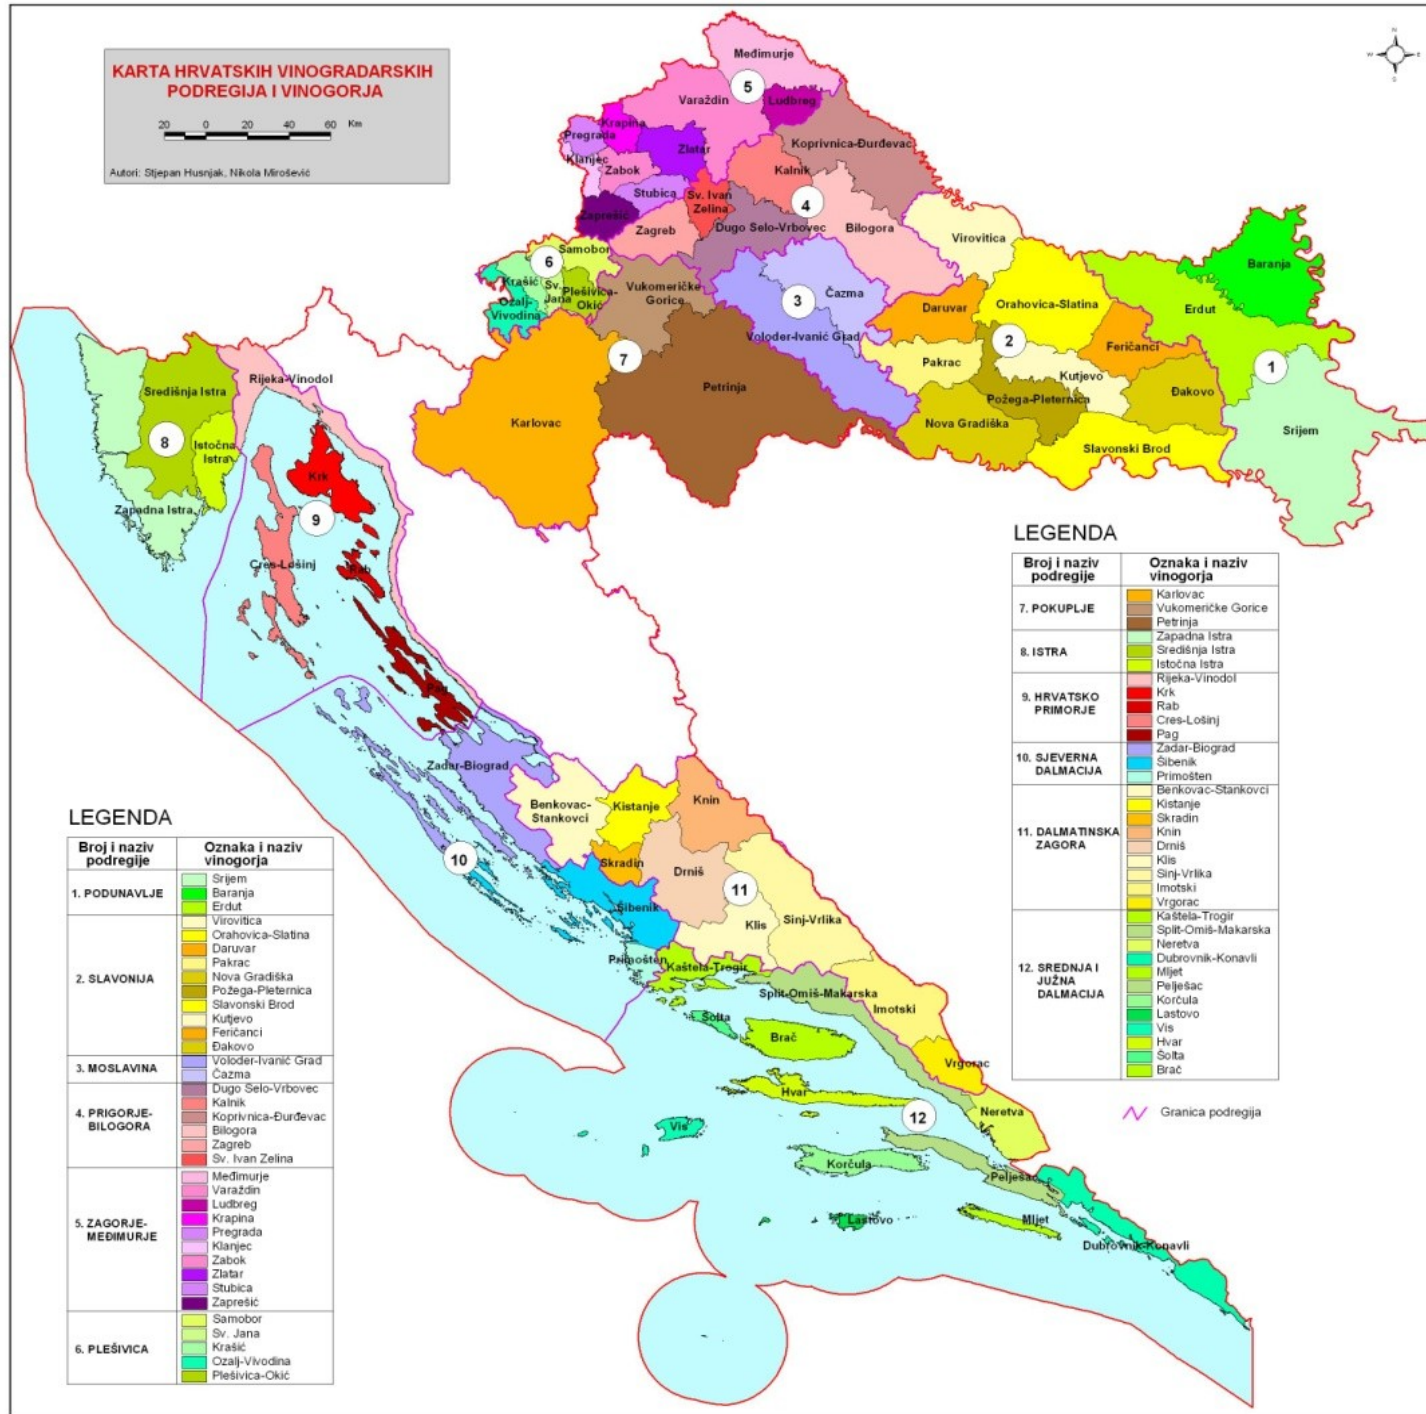 KARTA HRVATSKIH VINOGRADARSKIH
PODREGIJA I VINOGORJA
20 0 20 40 60 Km
Autori: Stjepan Husnjak, Nikola Mirošević
N
W E
S
Međimurje
5
Varaždin
Ludbreg
Krapina
Pregrada
Zlatar
Koprivnica-Đurđevac
Klanjec
Zabok
Kalnik
Stubica
Sv. Ivan
Zelina
4
Zaprešić
Zagreb
Dugo Selo-Vrbovec
Bilogora
Virovitica
Samobor
6
Baranja
Krašić
Sv.
Jana
Plešivica-
Okić
Vukomeričke
Gorice
Čazma
3
Ozalj-
Vivodina
Daruvar
Orahovica-Slatina
Erdut
Voloder-Ivanić Grad
2
Feričanci
7
Pakrac
1
Kutjevo
Rijeka-Vinodol
Središnja Istra
Petrinja
Požega-Pleternica
Đakovo
Karlovac
Nova Gradiška
Srijem
8
Istočna
Istra
Slavonski Brod
Krk
Zapadna Istra
9
Cres-Lošinj
Rab
Pag
Zadar-Biograd
Benkovac-
Stankovci
Kistanje
Knin
10
Skradin
Drniš
11
Šibenik
Klis
Sinj-Vrlika
Primošten
Kaštela-Trogir
Split-Omiš-Makarska
Imotski
Šolta
Brač
Vrgorac
Hvar
12
Neretva
Vis
Korčula
Pelješac
Lastovo
Mljet
Dubrovnik-Konavli
LEGENDA
Broj i naziv
podregije
Oznaka i naziv
vinogorja
1. PODUNAVLJE
Srijem
Baranja
Erdut
2. SLAVONIJA
Virovitica
Orahovica-Slatina
Daruvar
Pakrac
Nova Gradiška
Požega-Pleternica
Slavonski Brod
Kutjevo
Feričanci
Đakovo
3. MOSLAVINA
Voloder-Ivanić Grad
Čazma
4. PRIGORJE-
BILOGORA
Dugo Selo-Vrbovec
Kalnik
Koprivnica-Đurđevac
Bilogora
Zagreb
Sv. Ivan Zelina
5. ZAGORJE-
MEĐIMURJE
Međimurje
Varaždin
Ludbreg
Krapina
Pregrada
Klanjec
Zabok
Zlatar
Stubica
Zaprešić
6. PLEŠIVICA
Samobor
Sv. Jana
Krašić
Ozalj-Vivodina
Plešivica-Okić
LEGENDA
Broj i naziv
podregije
Oznaka i naziv
vinogorja
7. POKUPLJE
Karlovac
Vukomeričke Gorice
Petrinja
8. ISTRA
Zapadna Istra
Središnja Istra
Istočna Istra
9. HRVATSKO
PRIMORJE
Rijeka-Vinodol
Krk
Rab
Cres-Lošinj
Pag
10. SJEVERNA
DALMACIJA
Zadar-Biograd
Šibenik
Primošten
11. DALMATINSKA
ZAGORA
Benkovac-Stankovci
Kistanje
Skradin
Knin
Drniš
Klis
Sinj-Vrlika
Imotski
Vrgorac
12. SREDNJA I
JUŽNA
DALMACIJA
Kaštela-Trogir
Split-Omiš-Makarska
Neretva
Dubrovnik-Konavli
Mljet
Pelješac
Korčula
Lastovo
Vis
Hvar
Šolta
Brač
Granica podregija